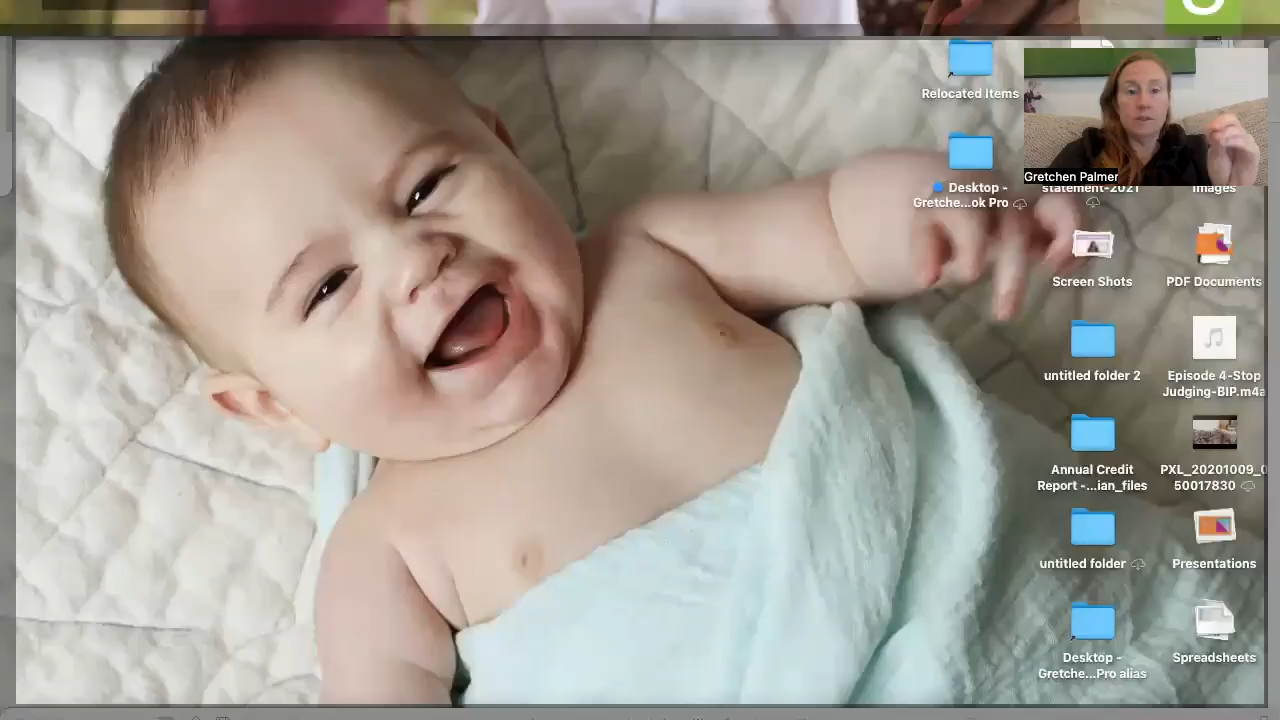 Relocated Items
Gretchen Palmer
Desktop -
Gretche...ok Pro
statement-2021
Images
Screen Shots
PDF Documents
untitled folder 2
Episode 4-Stop
Judging-BIP.m4a
Annual Credit
Report -...ian_files
PXL_20201009_0
50017830
untitled folder
Presentations
Desktop -
Gretche...Pro alias
Spreadsheets